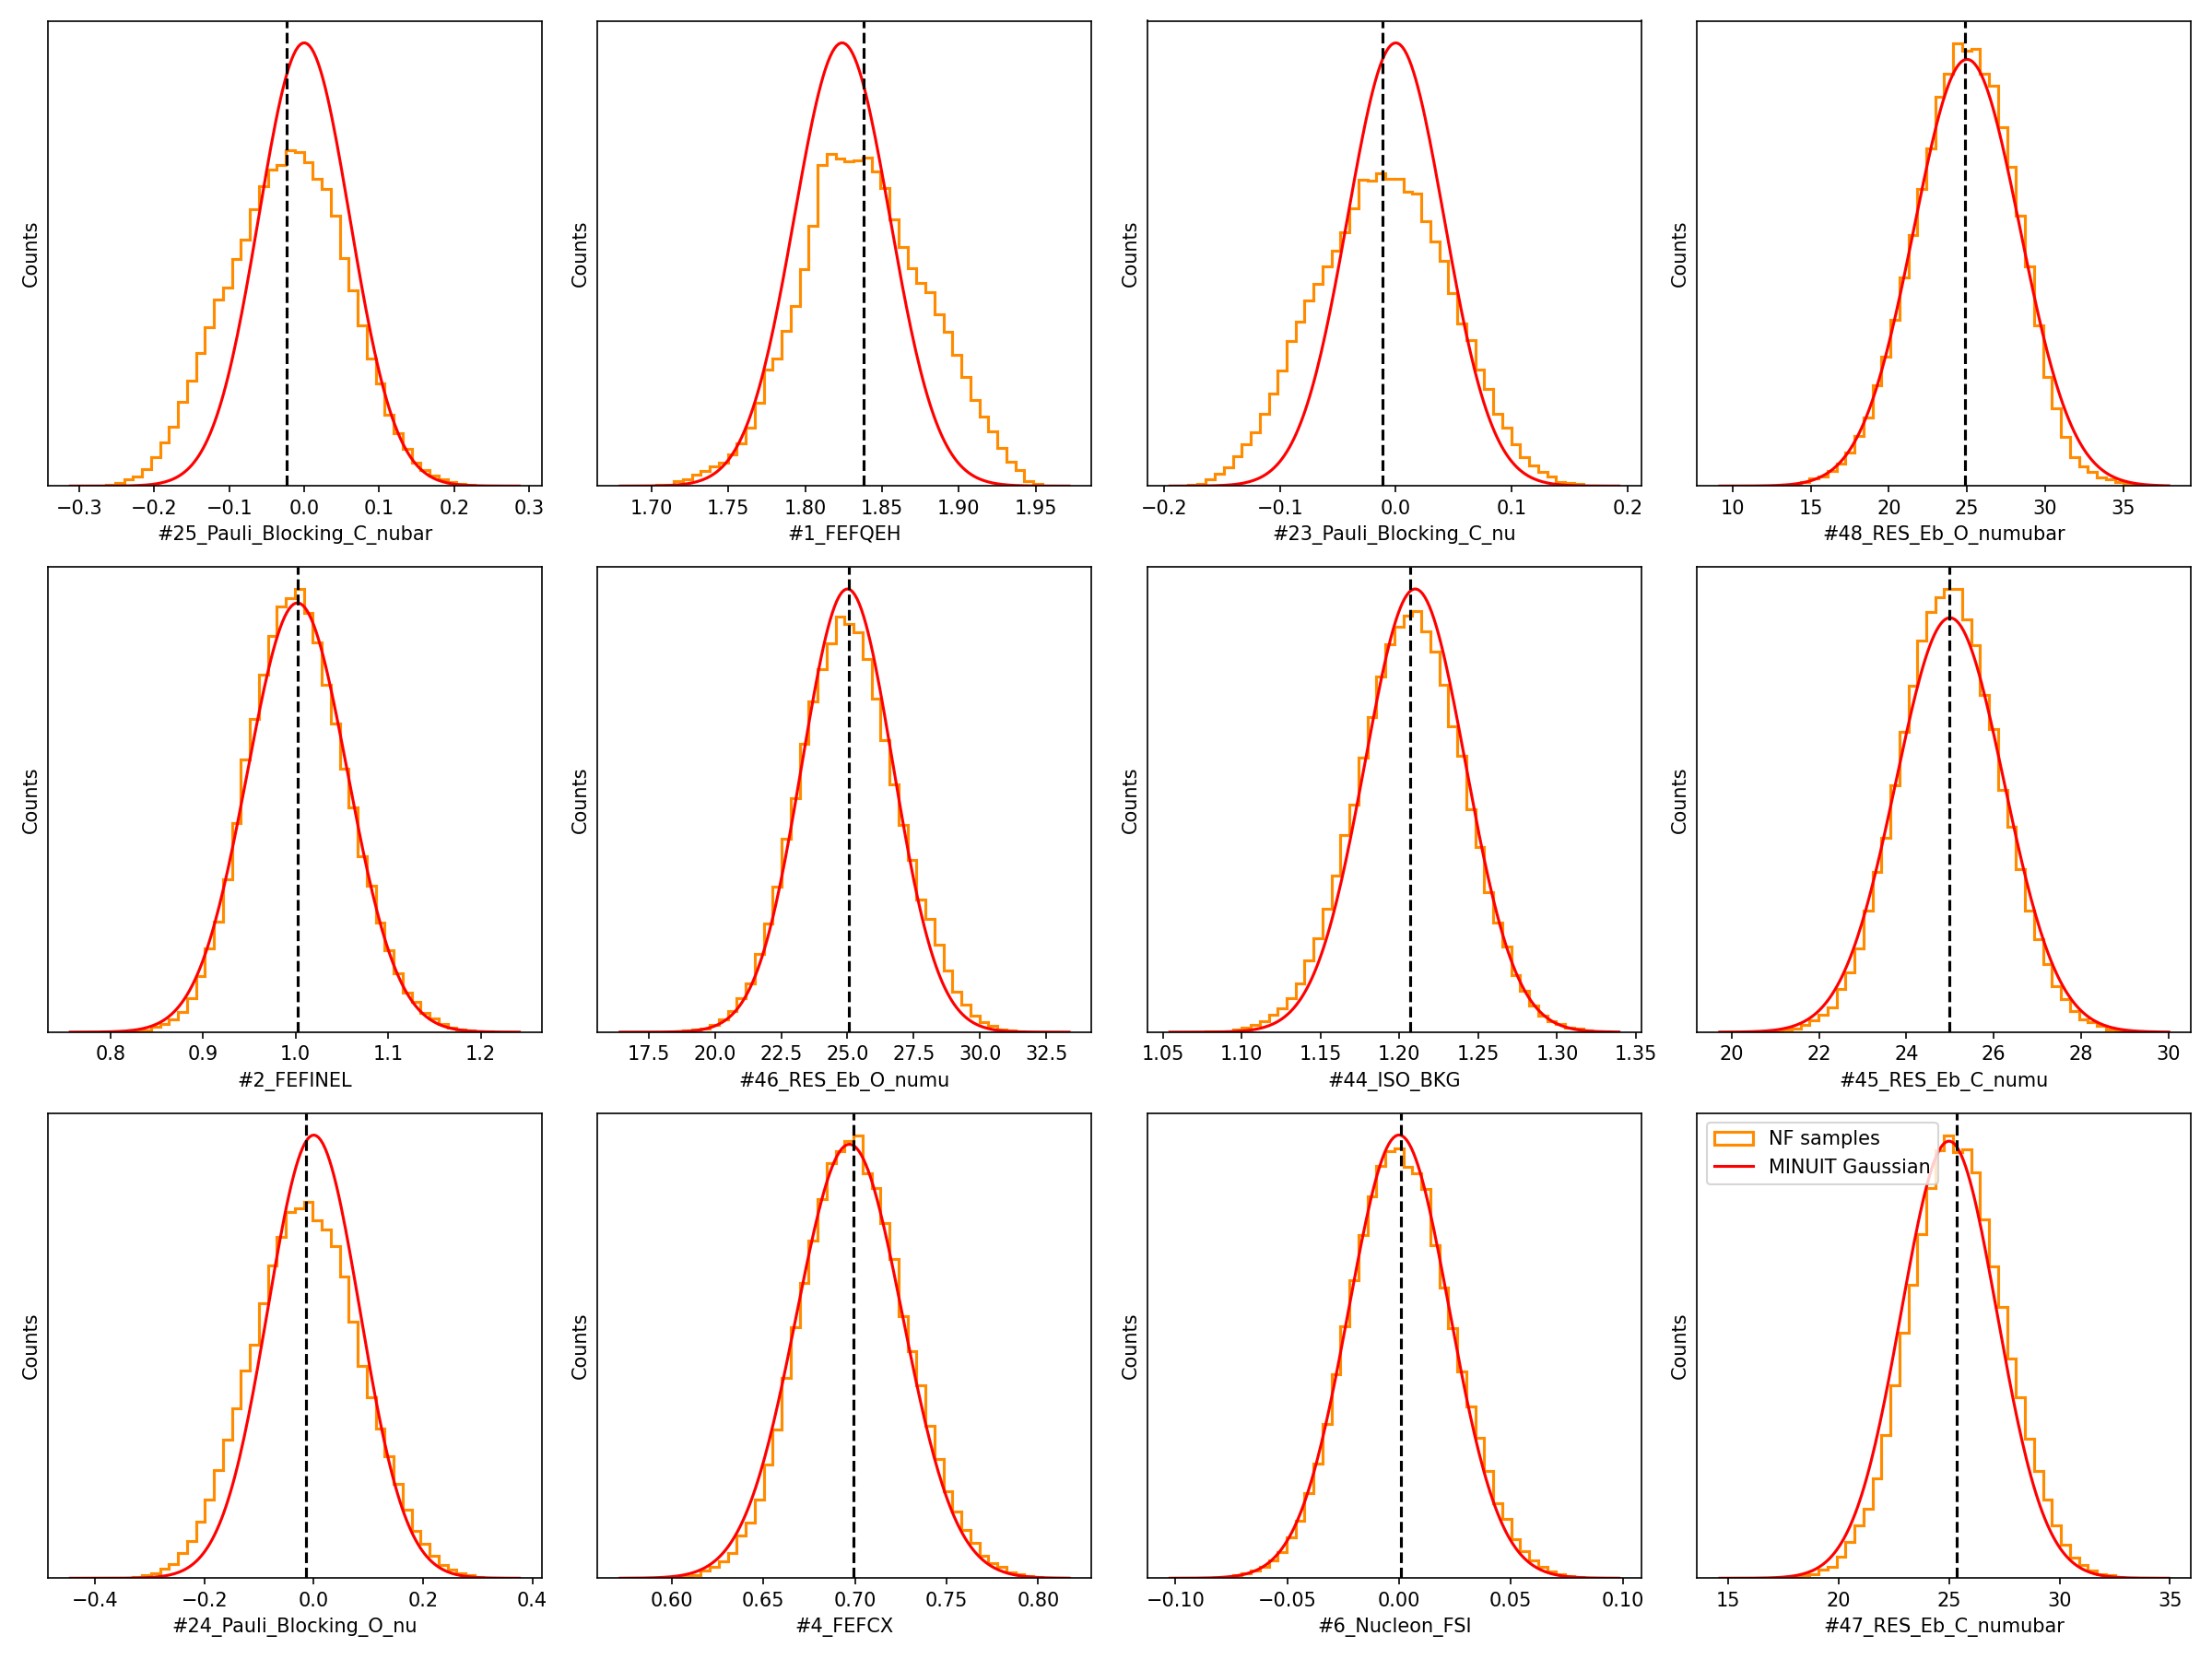 Counts
−0.3 −0.2 −0.1 0.0 0.1 0.2 0.3
#25_Pauli_Blocking_C_nubar
Counts
1.70 1.75 1.80 1.85 1.90 1.95
#1_FEFQEH
Counts
−0.2 −0.1 0.0 0.1 0.2
#23_Pauli_Blocking_C_nu
Counts
10 15 20 25 30 35
#48_RES_Eb_O_numubar
Counts
0.8 0.9 1.0 1.1 1.2
#2_FEFINEL
Counts
17.5 20.0 22.5 25.0 27.5 30.0 32.5
#46_RES_Eb_O_numu
Counts
1.05 1.10 1.15 1.20 1.25 1.30 1.35
#44_ISO_BKG
Counts
20 22 24 26 28 30
#45_RES_Eb_C_numu
Counts
−0.4 −0.2 0.0 0.2 0.4
#24_Pauli_Blocking_O_nu
Counts
0.60 0.65 0.70 0.75 0.80
#4_FEFCX
Counts
−0.10 −0.05 0.00 0.05 0.10
#6_Nucleon_FSI
NF samples
MINUIT Gaussian
Counts
15 20 25 30 35
#47_RES_Eb_C_numubar